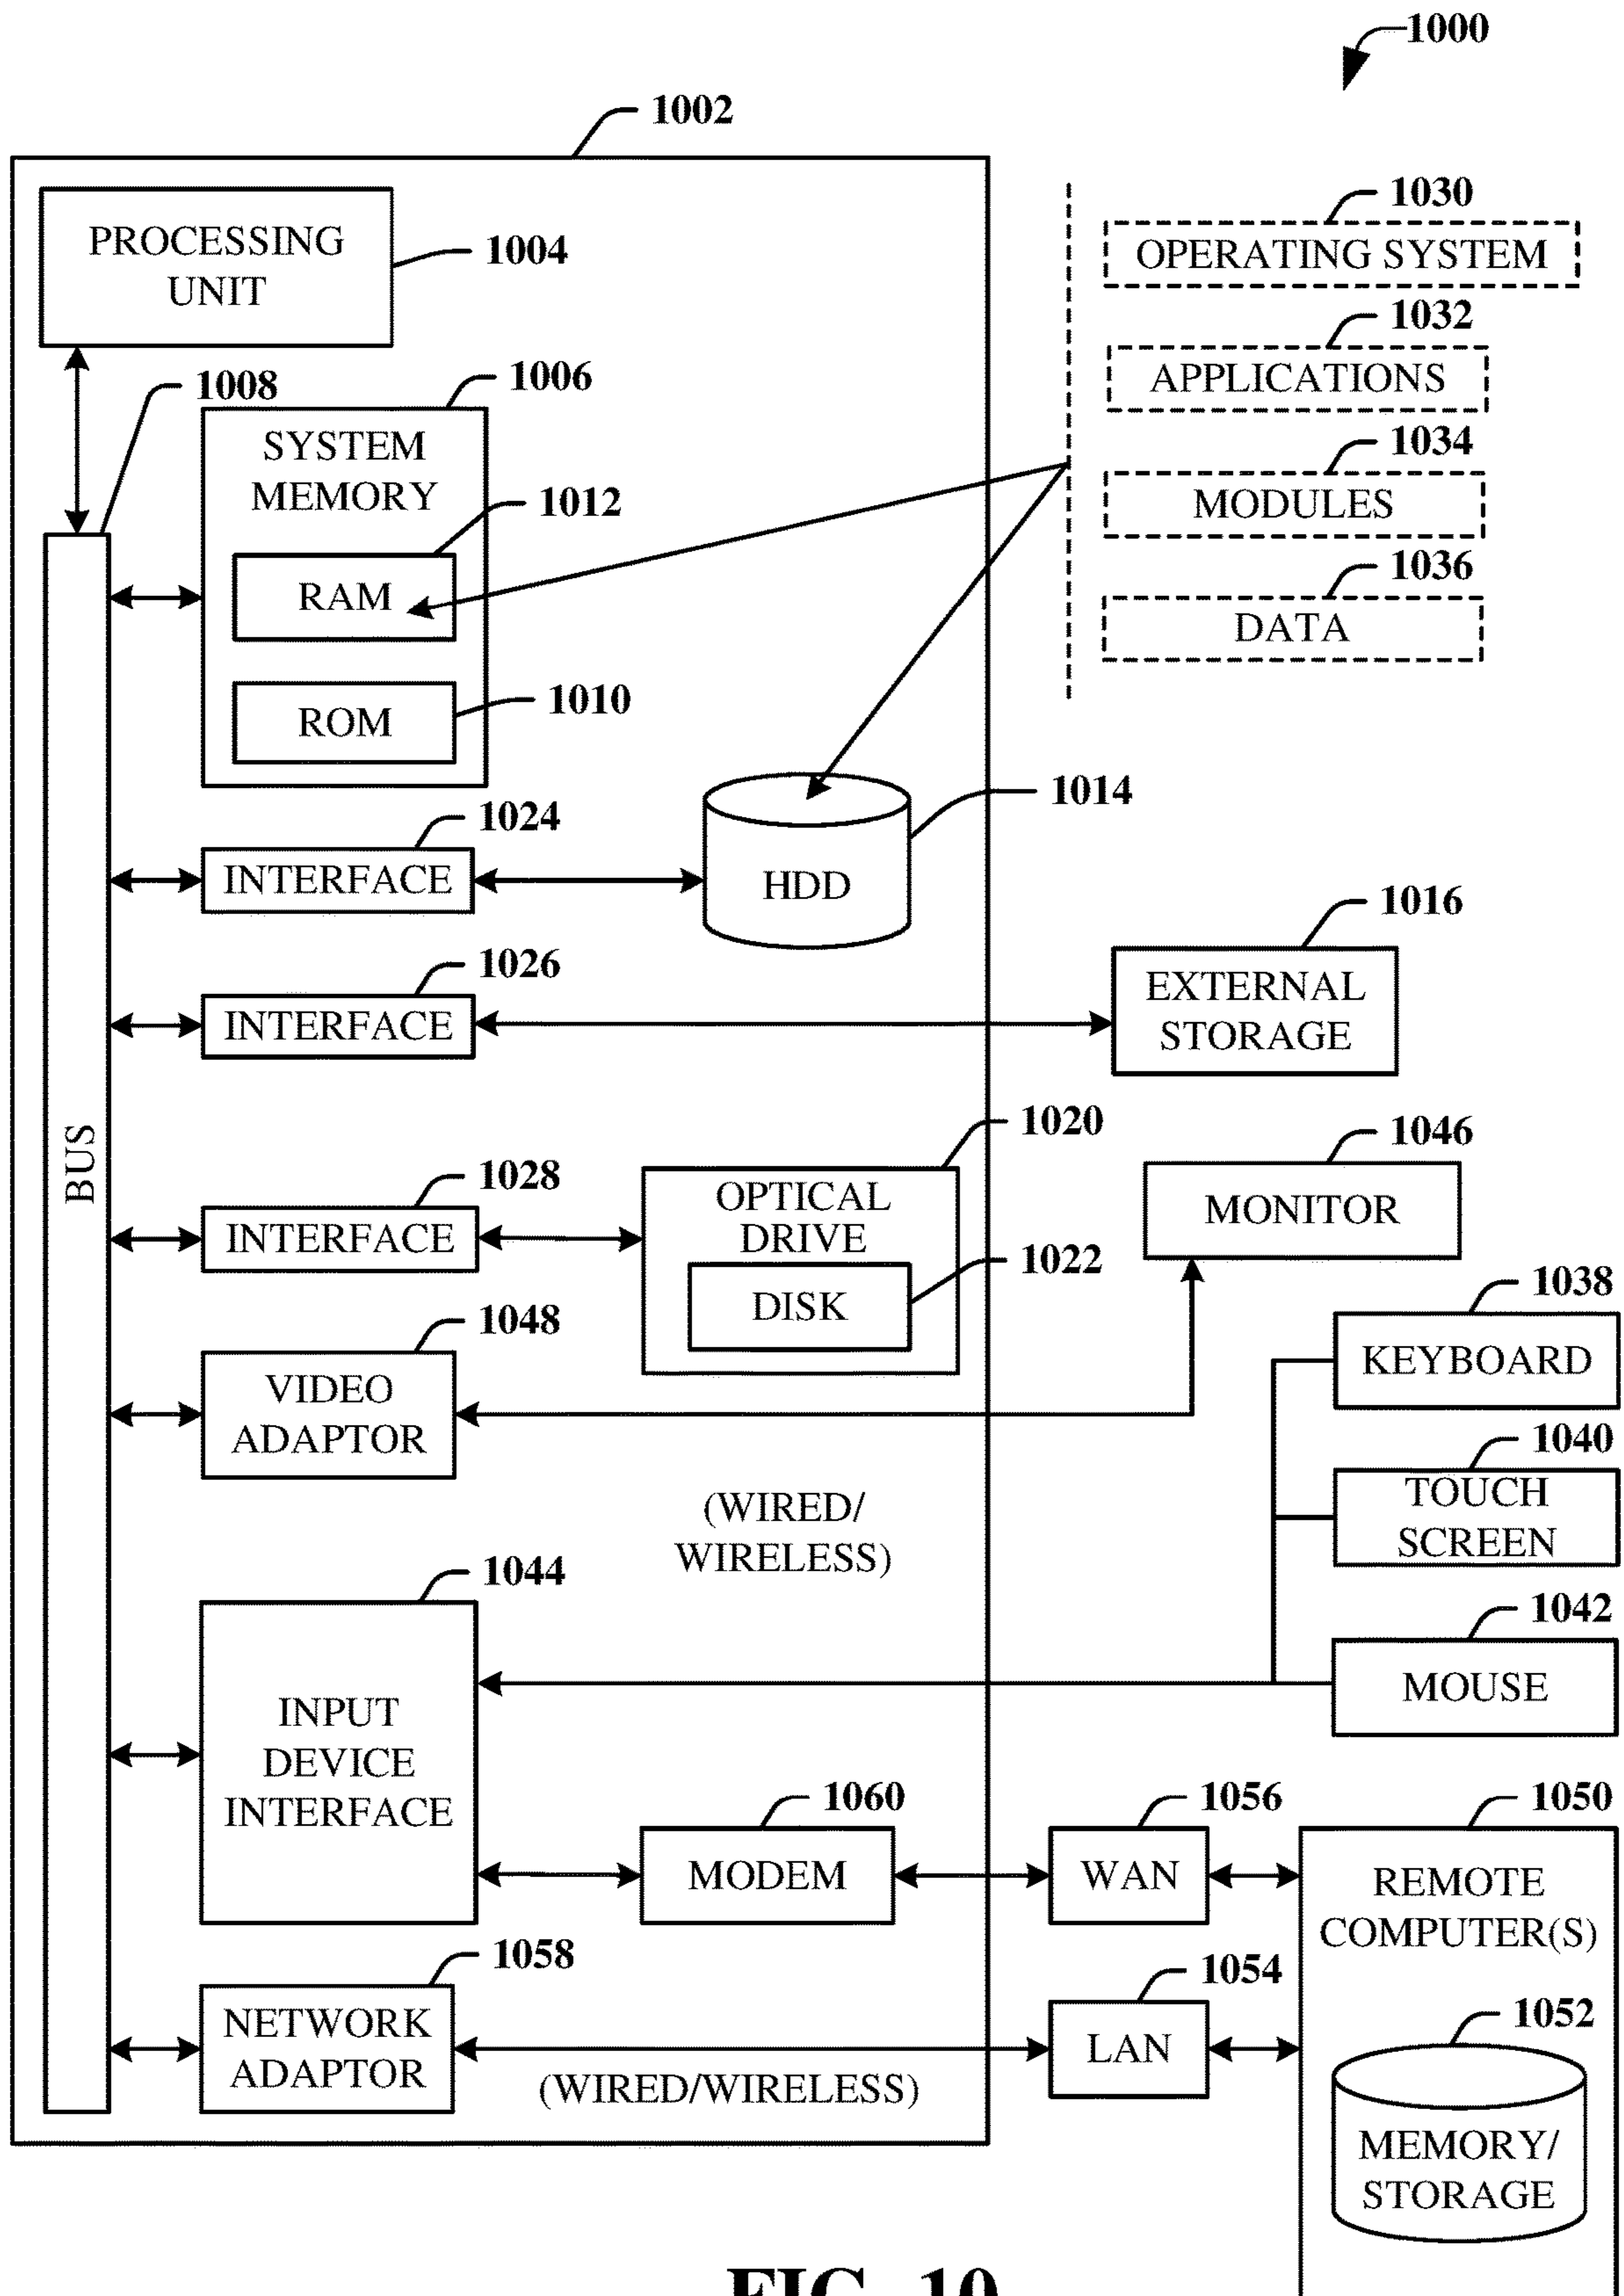 1000
1002
PROCESSING
UNIT
1004
1030
OPERATING SYSTEM
1032
APPLICATIONS
1034
MODULES
1036
DATA
1008
1006
SYSTEM
MEMORY
1012
RAM
1010
ROM
1014
HDD
1024
INTERFACE
1016
EXTERNAL
STORAGE
1026
INTERFACE
BUS
1020
OPTICAL
DRIVE
1022
DISK
1028
INTERFACE
1046
MONITOR
1048
VIDEO
ADAPTOR
1038
KEYBOARD
1040
TOUCH
SCREEN
1042
MOUSE
(WIRED/
WIRELESS)
1044
INPUT
DEVICE
INTERFACE
1060
MODEM
1056
WAN
1050
REMOTE
COMPUTER(S)
1058
NETWORK
ADAPTOR
(WIRED/WIRELESS)
1054
LAN
1052
MEMORY/
STORAGE
FIG. 10